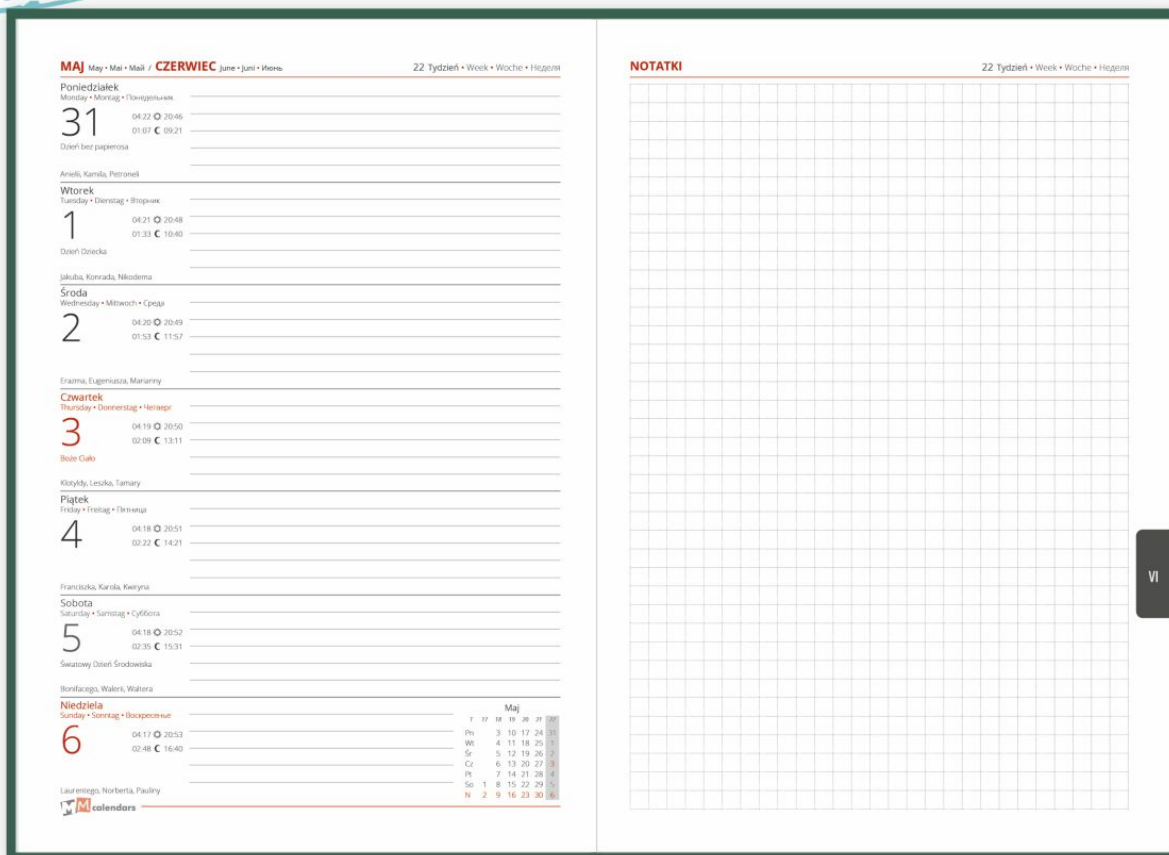 MAJ May • Mai • Май / CZERWIEC June • Juni • Июнь 22 Tydzień • Week • Woche • Неделя
Poniedziałek
Monday • Montag • Понедельник
31 04:22 20:46
01:07 09:21
Dzień bez papierosa
Anieli, Kamila, Petroneli
Wtorek
Tuesday • Dienstag • Вторник
1 04:21 20:48
01:33 10:40
Dzień Dziecka
Jakuba, Konrada, Nikodema
Środa
Wednesday • Mittwoch • Среда
2 04:20 20:49
01:53 11:57
Erazma, Eugeniusza, Marianny
Czwartek
Thursday • Donnerstag • Четверг
3 04:19 20:50
02:09 13:11
Boże Ciało
Klotyldy, Leszka, Tamary
Piątek
Friday • Freitag • Пятница
4 04:18 20:51
02:22 14:21
Franciszka, Karola, Kwiryna
Sobota
Saturday • Samstag • Суббота
5 04:18 20:52
02:35 15:31
Światowy Dzień Środowiska
Bonifacego, Walerii, Waltera
Niedziela
Sunday • Sonntag • Воскресенье
6 04:17 20:53
02:48 16:40
Laurentego, Norberta, Pauliny
Maj
T 17 18 19 20 21 22
Pn 3 10 17 24 31
Wt 4 11 18 25 1
Śr 5 12 19 26 2
Cz 6 13 20 27 3
Pt 7 14 21 28 4
So 1 8 15 22 29 5
N 2 9 16 23 30 6
MM calendars
NOTATKI 22 Tydzień • Week • Woche • Неделя
VI